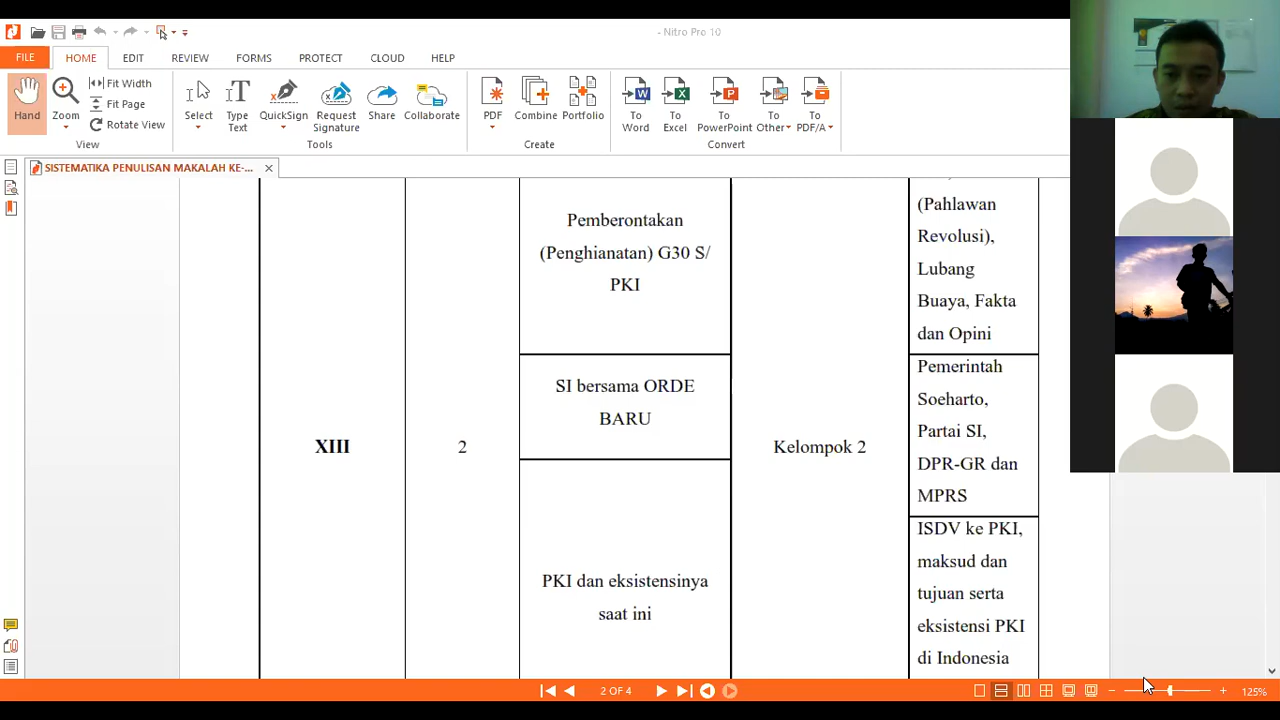 - Nitro Pro 10
FILE
HOME
EDIT
REVIEW
FORMS
PROTECT
CLOUD
HELP
Hand
Zoom
Fit Width
Fit Page
Rotate View
View
Select
Type
Text
QuickSign
Request
Signature
Share
Collaborate
Tools
PDF
Combine
Portfolio
Create
To
Word
To
Excel
To
PowerPoint
To
Other
To
PDF/A
Convert
SISTEMATIKA PENULISAN MAKALAH KE-...
XIII
2
Pemberontakan
(Penghianatan) G30 S/
PKI
SI bersama ORDE
BARU
PKI dan eksistensinya
saat ini
Kelompok 2
(Pahlawan
Revolusi),
Lubang
Buaya, Fakta
dan Opini
Pemerintah
Soeharto,
Partai SI,
DPR-GR dan
MPRS
ISDV ke PKI,
maksud dan
tujuan serta
eksistensi PKI
di Indonesia
2 OF 4
125%